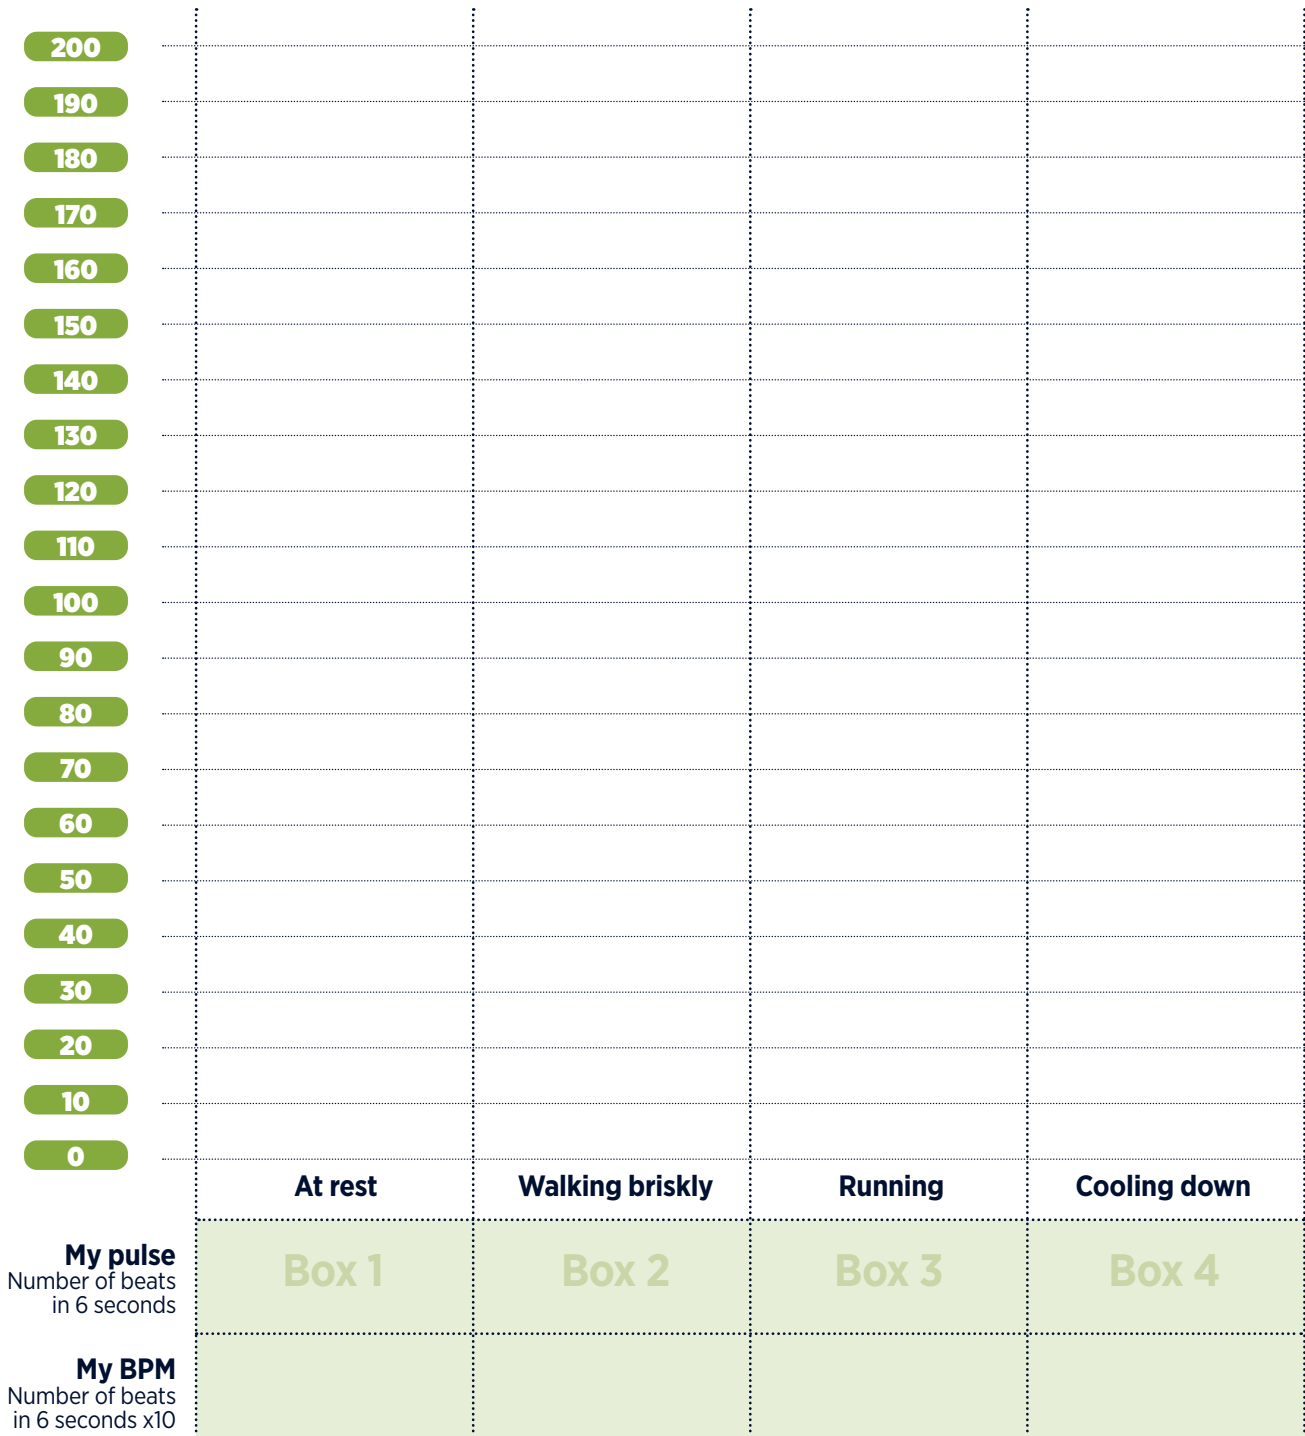 200
190
180
170
160
150
140
130
120
110
100
90
80
70
60
50
40
30
20
10
0
At rest Walking briskly Running Cooling down
My pulse
Number of beats
in 6 seconds
Box 1 Box 2 Box 3 Box 4
My BPM
Number of beats
in 6 seconds x10